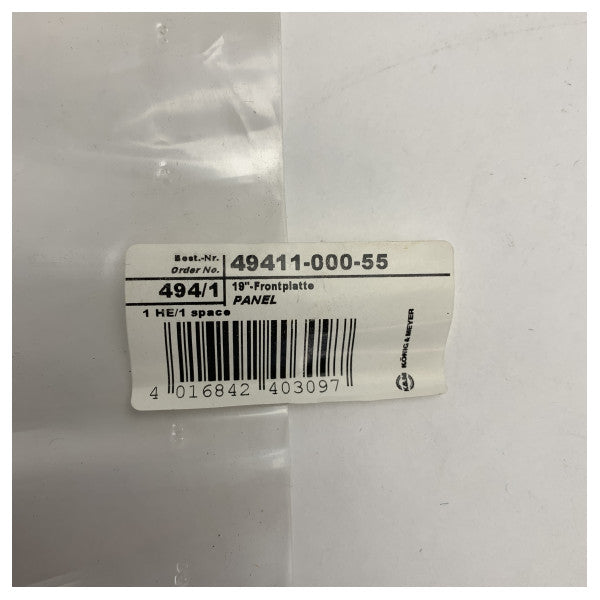 Best.-Nr.
Order No.
49411-000-55
494/1
19"-Frontplatte
PANEL
1 HE/1 space
4 016842 403097
K&M
KÖNIG & MEYER